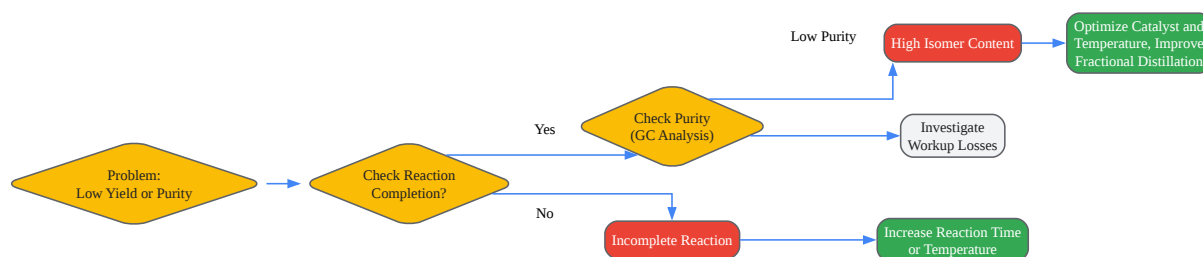 Problem:
Low Yield or Purity
Check Reaction
Completion?
Yes
No
Check Purity
(GC Analysis)
Low Purity
High Isomer Content
Optimize Catalyst and
Temperature, Improve
Fractional Distillation
Investigate
Workup Losses
Incomplete Reaction
Increase Reaction Time
or Temperature